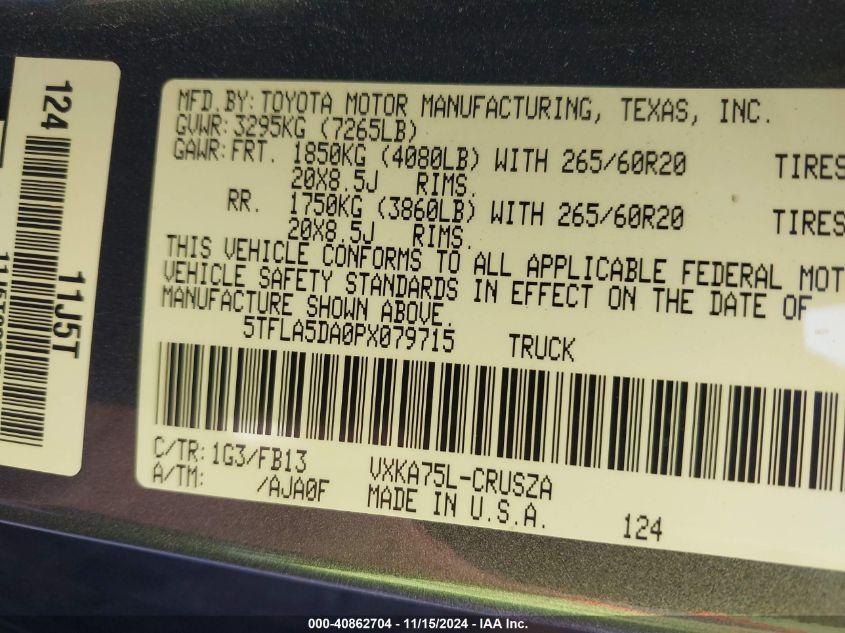 MFD. BY: TOYOTA MOTOR MANUFACTURING, TEXAS, INC.
GVWR: 3295KG (7265LB)
GAWR: FRT. 1850KG (4080LB) WITH 265/60R20 TIRES
20X8.5J RIMS.
RR. 1750KG (3860LB) WITH 265/60R20 TIRES
20X8.5J RIMS.
THIS VEHICLE CONFORMS TO ALL APPLICABLE FEDERAL MOT
VEHICLE SAFETY STANDARDS IN EFFECT ON THE DATE OF
MANUFACTURE SHOWN ABOVE.
5TFLA5DA0PX079715 TRUCK
C/TR: 1G3/FB13 VXKA75L-CRUSZA
A/TM: /AJA0F MADE IN U.S.A. 124
124
11J5T
000-40862704 - 11/15/2024 - IAA Inc.